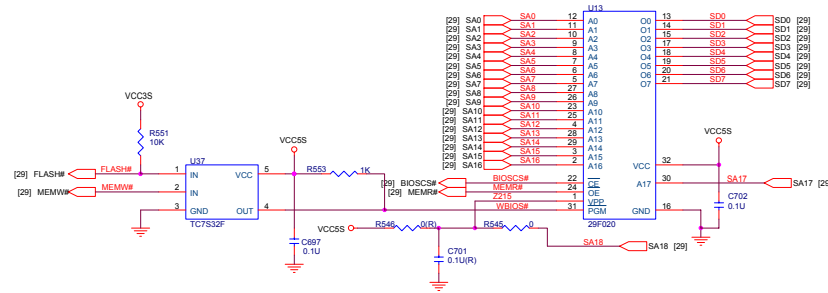 U13
[29] SA0 SA0 12 A0 O0 13 SD0 SD0 [29]
[29] SA1 SA1 11 A1 O1 14 SD1 SD1 [29]
[29] SA2 SA2 10 A2 O2 15 SD2 SD2 [29]
[29] SA3 SA3 9 A3 O3 17 SD3 SD3 [29]
[29] SA4 SA4 8 A4 O4 18 SD4 SD4 [29]
[29] SA5 SA5 7 A5 O5 19 SD5 SD5 [29]
[29] SA6 SA6 6 A6 O6 20 SD6 SD6 [29]
[29] SA7 SA7 5 A7 O7 21 SD7 SD7 [29]
[29] SA8 SA8 27 A8
[29] SA9 SA9 26 A9
[29] SA10 SA10 23 A10
[29] SA11 SA11 25 A11
[29] SA12 SA12 4 A12
[29] SA13 SA13 28 A13
[29] SA14 SA14 29 A14
[29] SA15 SA15 3 A15
[29] SA16 SA16 2 A16
VCC3S
R551
10K
VCC5S
VCC5S
U37
[29] FLASH# FLASH# 1 IN VCC 5 R553 1K
[29] MEMW# MEMW# 2 IN
3 GND OUT 4
TC7S32F
VCC 32
[29] BIOSCS# BIOSCS# 22 CE A17 30 SA17 SA17 [29
[29] MEMR# MEMR# 24 OE
Z215 1 VPP
WBIOS# 31 PGM GND 16
29F020
C702
0.1U
C697
0.1U
VCC5S R546 0(R) R545 0
SA18 SA18 [29]
C701
0.1U(R)